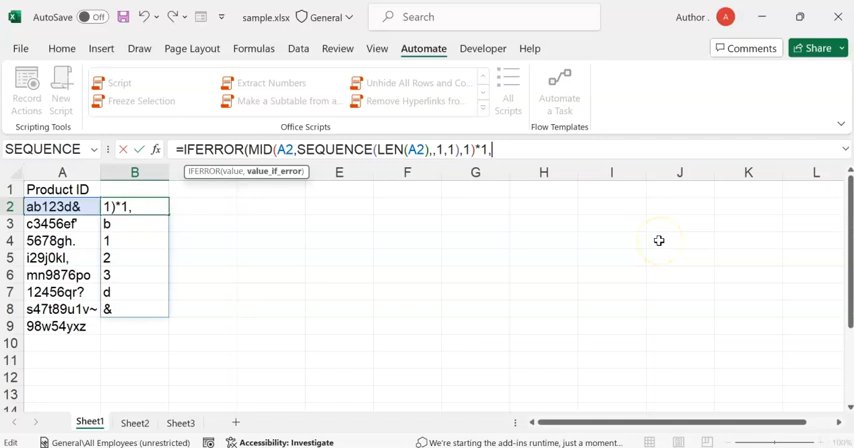 AutoSave Off sample.xlsx General Search Author . A
File Home Insert Draw Page Layout Formulas Data Review View Automate Developer Help Comments Share
Record Actions New Script Script Extract Numbers Unhide All Rows and Co... All Scripts Automate a Task
Freeze Selection Make a Subtable from a... Remove Hyperlinks fro...
Scripting Tools Office Scripts Flow Templates
SEQUENCE fx =IFERROR(MID(A2,SEQUENCE(LEN(A2),,1,1),1)*1,
IFERROR(value, value_if_error)
A B E F G H I J K L
1 Product ID
2 ab123d& 1)*1,
3 c3456ef' b
4 5678gh. 1
5 i29j0kl, 2
6 mn9876po 3
7 12456qr? d
8 s47t89u1v~ &
9 98w54yxz
10
11
12
13
14
Sheet1 Sheet2 Sheet3 +
Edit General\All Employees (unrestricted) Accessibility: Investigate We're starting the add-ins runtime, just a moment... 100%